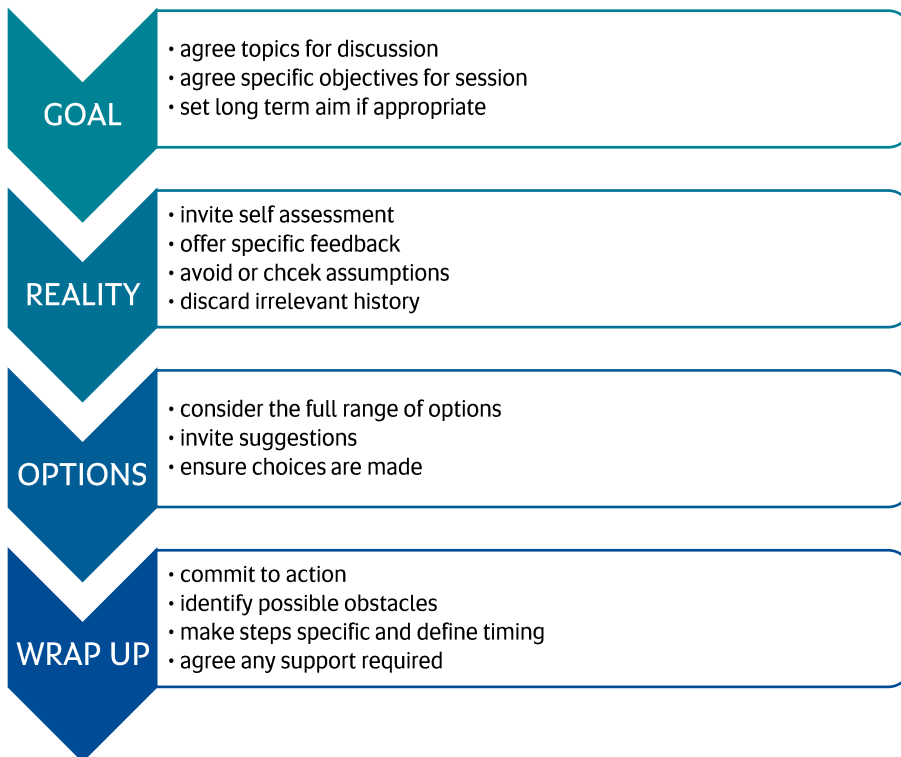 GOAL
• agree topics for discussion
• agree specific objectives for session
• set long term aim if appropriate
REALITY
• invite self assessment
• offer specific feedback
• avoid or chcek assumptions
• discard irrelevant history
OPTIONS
• consider the full range of options
• invite suggestions
• ensure choices are made
WRAP UP
• commit to action
• identify possible obstacles
• make steps specific and define timing
• agree any support required